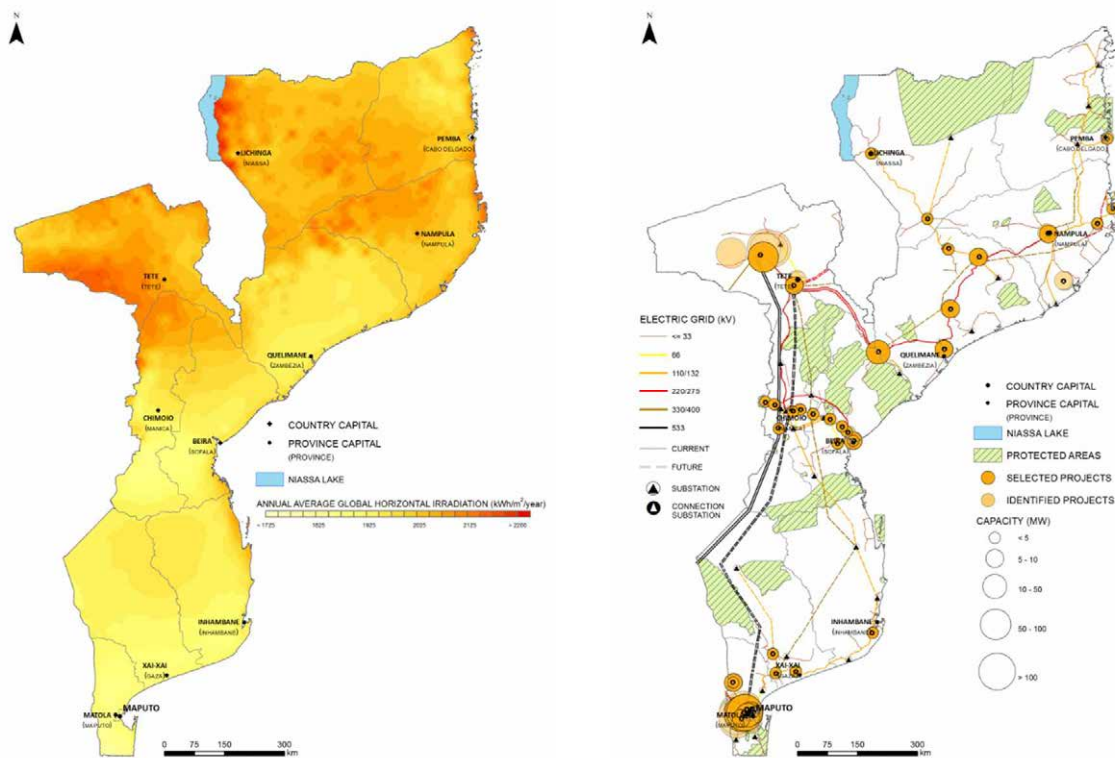 N
LICHINGA
(NIASSA)
PEMBA
(CABO DELGADO)
NAMPULA
(NAMPULA)
TETE
(TETE)
QUELIMANE
(ZAMBÉZIA)
CHIMOIO
(MANICA)
BEIRA
(SOFALA)
COUNTRY CAPITAL
PROVINCE CAPITAL
(PROVINCE)
NIASSA LAKE
ANNUAL AVERAGE GLOBAL HORIZONTAL IRRADIATION (kWh/m²/year)
< 1725 1825 1925 2025 2125 > 2200
INHAMBANE
(INHAMBANE)
XAI-XAI
(GAZA)
MAPUTO
MATOLA
(MAPUTO)
0 75 150 300
km
N
LICHINGA
(NIASSA)
PEMBA
(CABO DELGADO)
NAMPULA
(NAMPULA)
TETE
(TETE)
ELECTRIC GRID (kV)
<= 33
66
110/132
220/275
330/400
533
CURRENT
FUTURE
SUBSTATION
CONNECTION
SUBSTATION
QUELIMANE
(ZAMBÉZIA)
CHIMOIO
BEIRA
(SOFALA)
COUNTRY CAPITAL
PROVINCE CAPITAL
(PROVINCE)
NIASSA LAKE
PROTECTED AREAS
SELECTED PROJECTS
IDENTIFIED PROJECTS
CAPACITY (MW)
< 5
5 - 10
10 - 50
50 - 100
> 100
INHAMBANE
(INHAMBANE)
XAI-XAI
(GAZA)
MAPUTO
MATOLA
(MAPUTO)
0 75 150 300
km